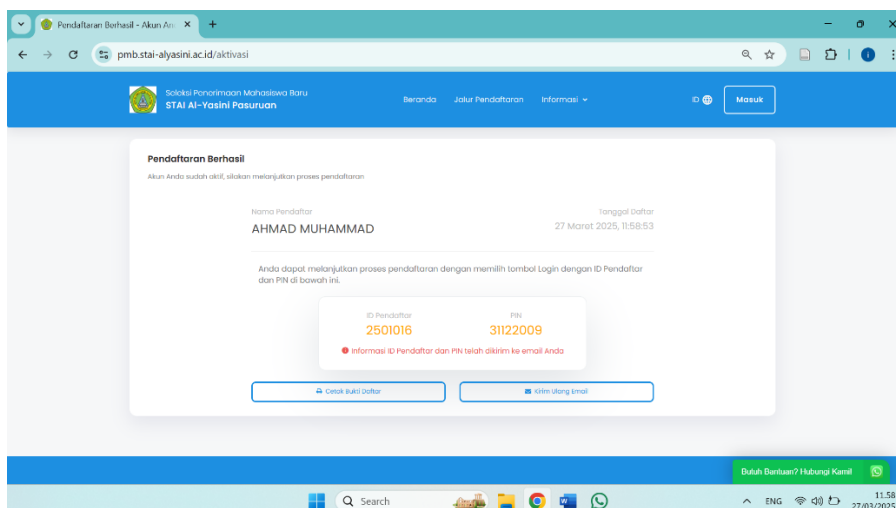 Pendaftaran Berhasil - Akun An
pmb.stai-alyasini.ac.id/aktivasi
Seleksi Penerimaan Mahasiswa Baru
STAI Al-Yasini Pasuruan
Beranda Jalur Pendaftaran Informasi ID Masuk
Pendaftaran Berhasil
Akun Anda sudah aktif, silakan melanjutkan proses pendaftaran
Nama Pendaftar Tanggal Daftar
AHMAD MUHAMMAD 27 Maret 2025, 11:58:53
Anda dapat melanjutkan proses pendaftaran dengan memilih tombol Login dengan ID Pendaftar
dan PIN di bawah ini.
ID Pendaftar PIN
2501016 31122009
Informasi ID Pendaftar dan PIN telah dikirim ke email Anda
Cetak Bukti Daftar Kirim Ulang Email
Butuh Bantuan? Hubungi Kami!
Search ENG 11.58
27/03/2025